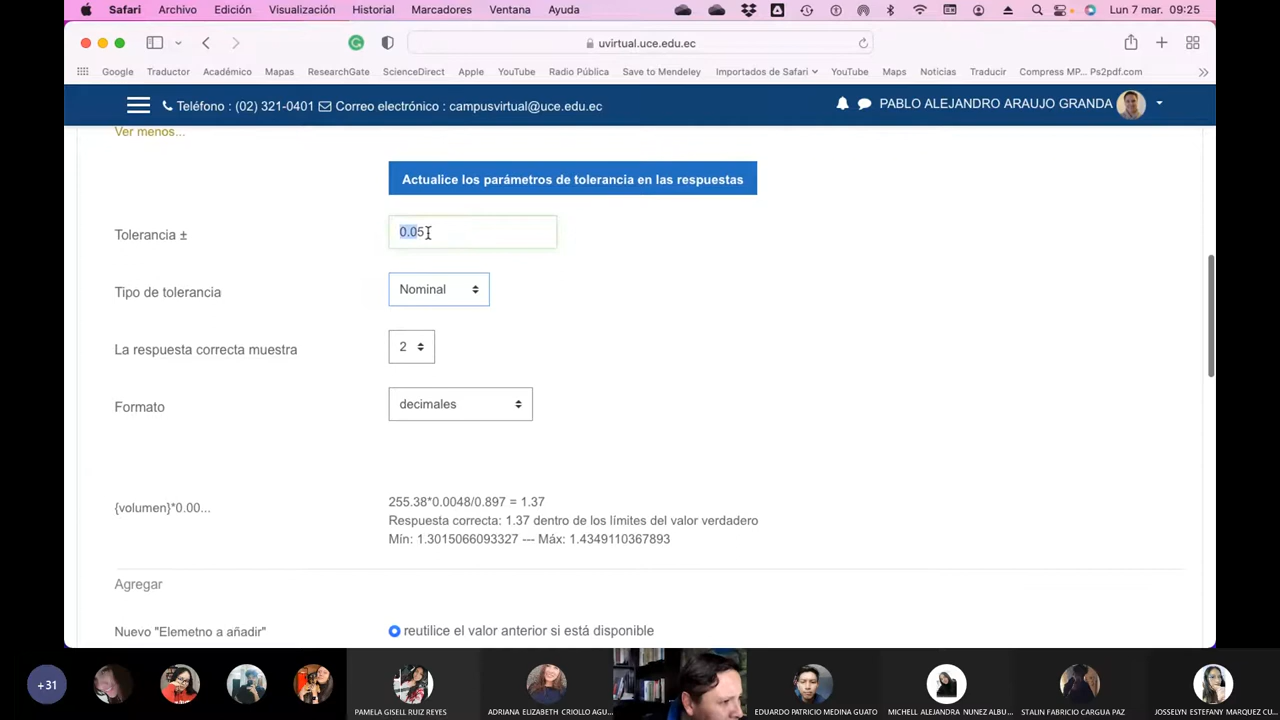 Safari Archivo Edición Visualización Historial Marcadores Ventana Ayuda Lun 7 mar. 09:25
uvirtual.uce.edu.ec
Google Traductor Académico Mapas ResearchGate ScienceDirect Apple YouTube Radio Pública Save to Mendeley Importados de Safari YouTube Maps Noticias Traducir Compress MP... Ps2pdf.com
Teléfono : (02) 321-0401 Correo electrónico : campusvirtual@uce.edu.ec PABLO ALEJANDRO ARAUJO GRANDA
Ver menos...
Actualice los parámetros de tolerancia en las respuestas
Tolerancia ± 0.05
Tipo de tolerancia Nominal
La respuesta correcta muestra 2
Formato decimales
{volumen}*0.00... 255.38*0.0048/0.897 = 1.37
Respuesta correcta: 1.37 dentro de los límites del valor verdadero
Mín: 1.3015066093327 --- Máx: 1.4349110367893
Agregar
Nuevo "Elemetno a añadir" reutilice el valor anterior si está disponible
+31
PAMELA GISELL RUIZ REYES ADRIANA ELIZABETH CRIOLLO AGU... EDUARDO PATRICIO MEDINA GUATO MICHELL ALEJANDRA NUNEZ ALBU... STALIN FABRICIO CARGUA PAZ JOSSELYN ESTEFANY MARQUEZ CU...